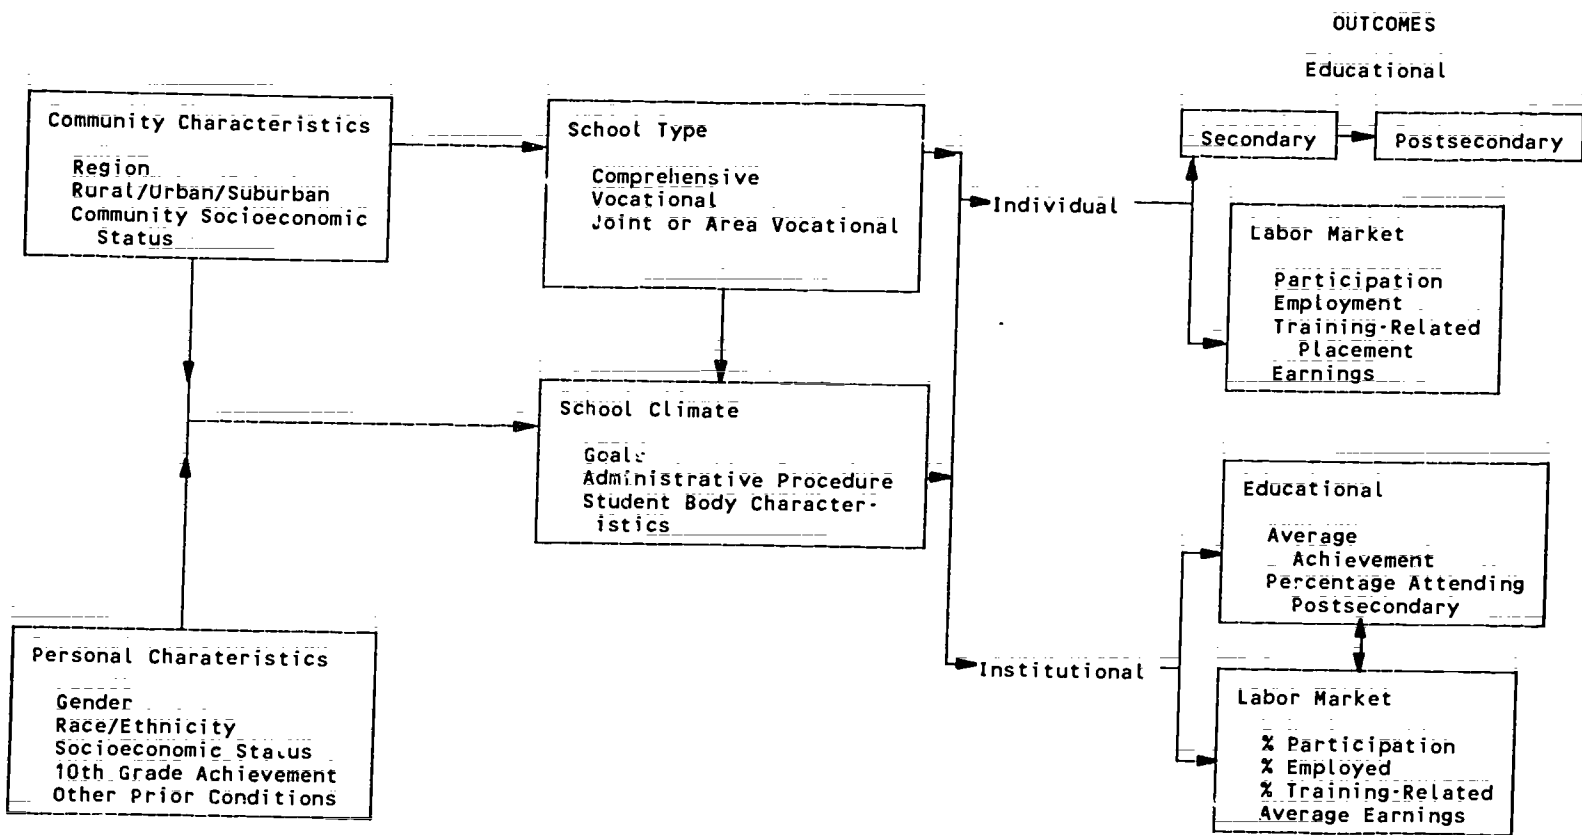 OUTCOMES
Educational
Community Characteristics
Region
Rural/Urban/Suburban
Community Socioeconomic
Status
School Type
Comprehensive
Vocational
Joint or Area Vocational
Secondary
Postsecondary
Individual
Labor Market
Participation
Employment
Training-Related
Placement
Earnings
School Climate
Goals
Administrative Procedure
Student Body Character-
istics
Educational
Average
Achievement
Percentage Attending
Postsecondary
Personal Charateristics
Gender
Race/Ethnicity
Socioeconomic Status
10th Grade Achievement
Other Prior Conditions
Institutional
Labor Market
% Participation
% Employed
% Training-Related
Average Earnings